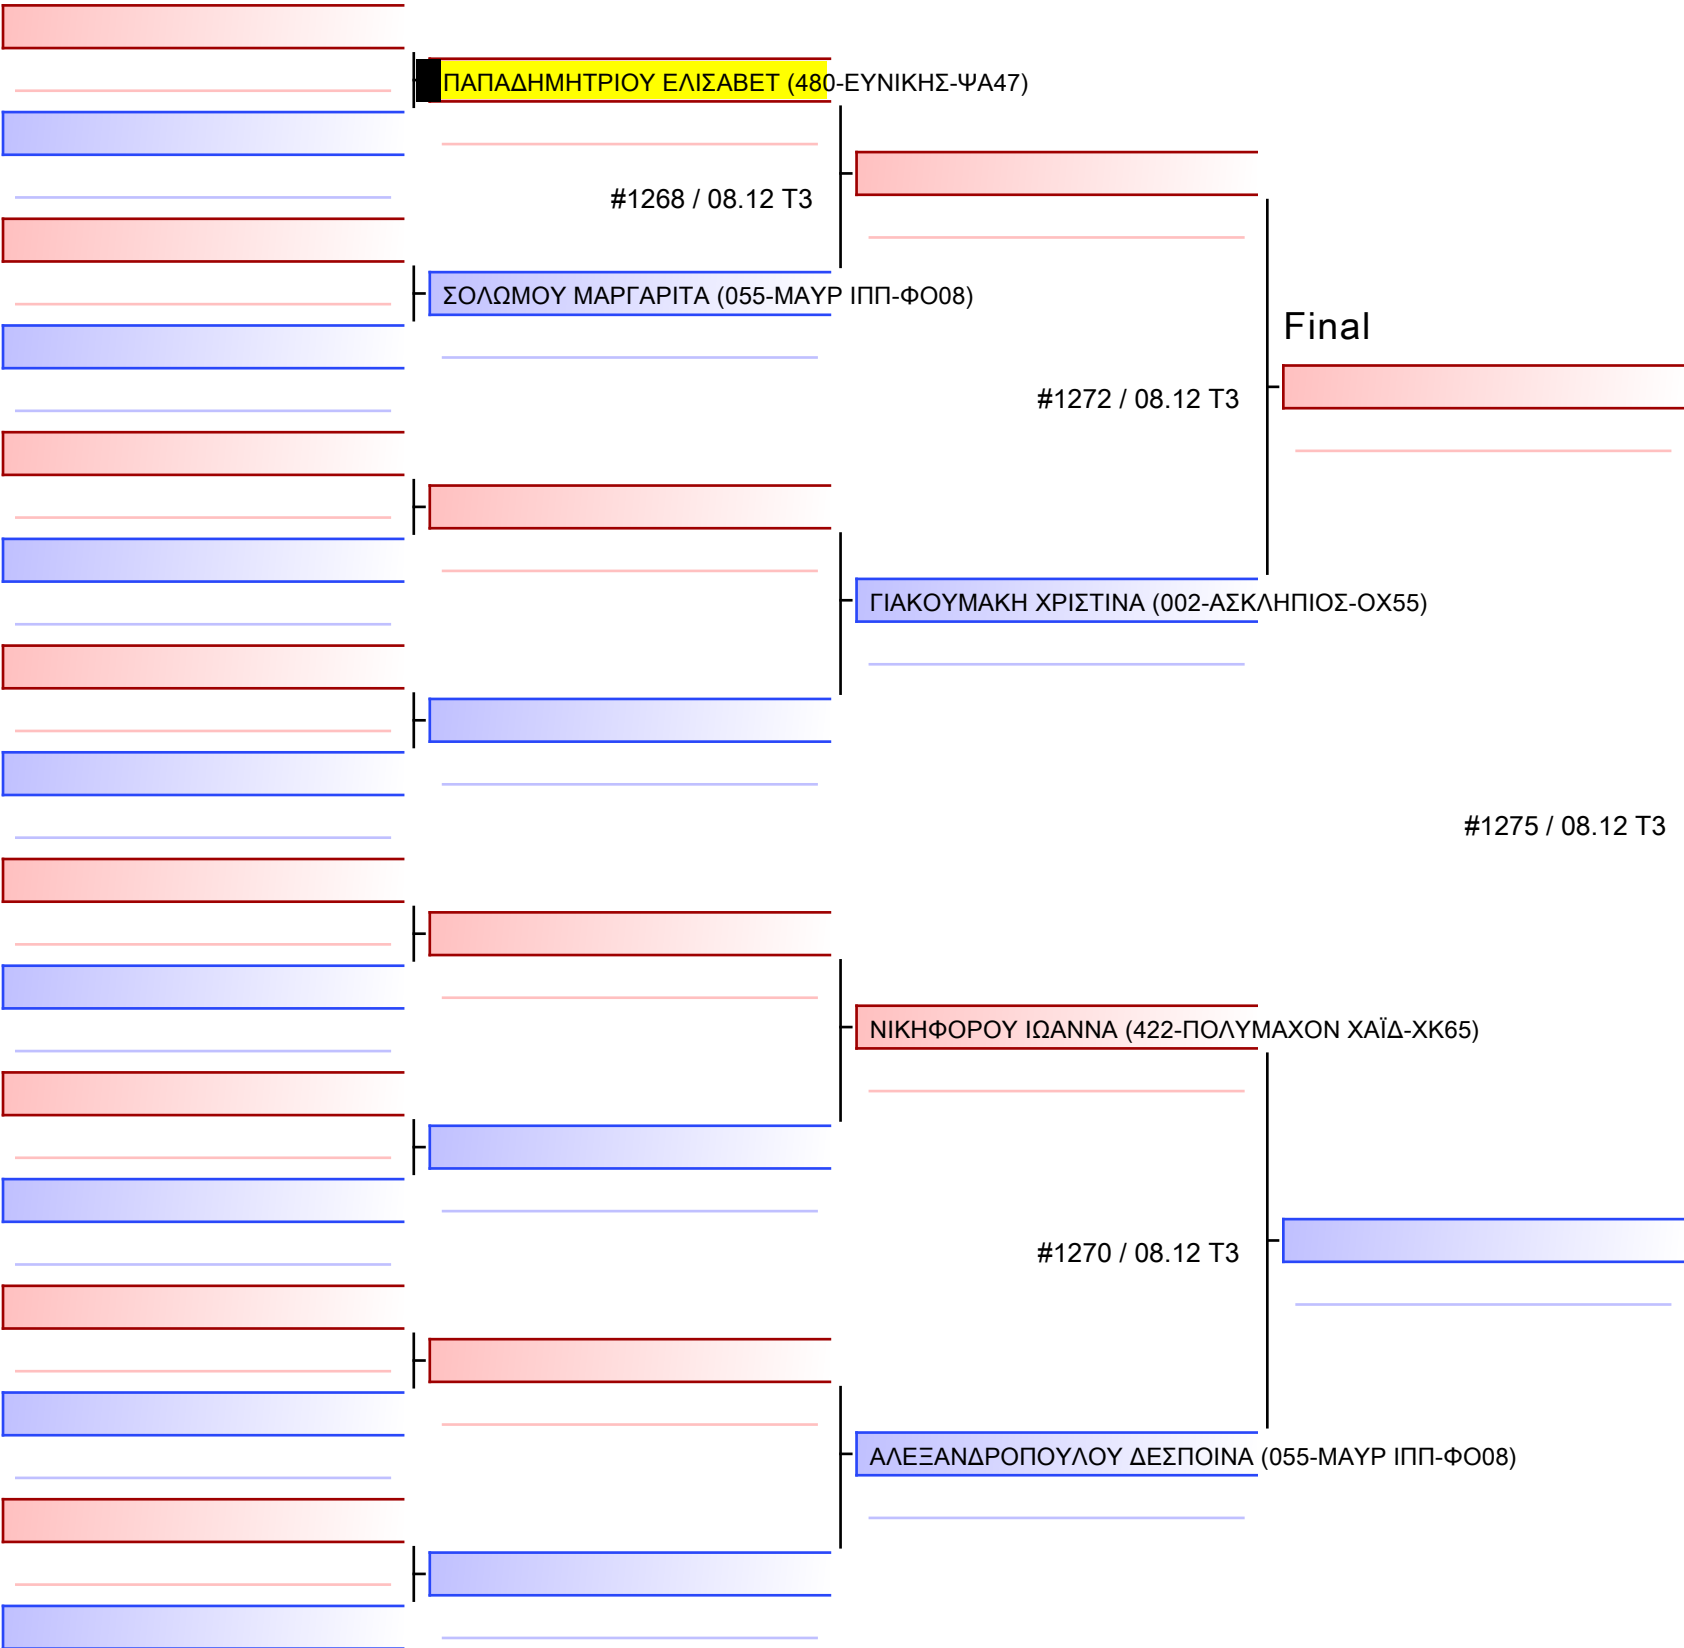 ΠΑΠΑΔΗΜΗΤΡΙΟΥ ΕΛΙΣΑΒΕΤ (480-ΕΥΝΙΚΗΣ-ΨΑ47)
#1268 / 08.12 T3
ΣΟΛΩΜΟΥ ΜΑΡΓΑΡΙΤΑ (055-ΜΑΥΡ ΙΠΠ-ΦΟ08)
Final
#1272 / 08.12 T3
ΓΙΑΚΟΥΜΑΚΗ ΧΡΙΣΤΙΝΑ (002-ΑΣΚΛΗΠΙΟΣ-ΟΧ55)
#1275 / 08.12 T3
ΝΙΚΗΦΟΡΟΥ ΙΩΑΝΝΑ (422-ΠΟΛΥΜΑΧΟΝ ΧΑΪΔ-ΧΚ65)
#1270 / 08.12 T3
ΑΛΕΞΑΝΔΡΟΠΟΥΛΟΥ ΔΕΣΠΟΙΝΑ (055-ΜΑΥΡ ΙΠΠ-ΦΟ08)